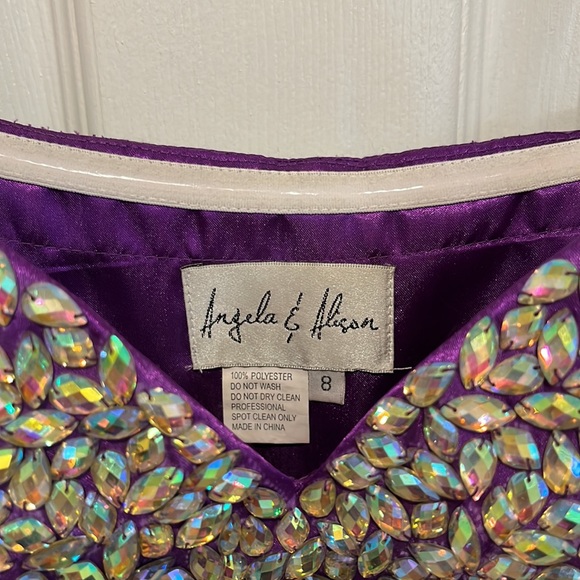 Angela & Alison
100% POLYESTER
DO NOT WASH
DO NOT DRY CLEAN
PROFESSIONAL
SPOT CLEAN ONLY
MADE IN CHINA
8